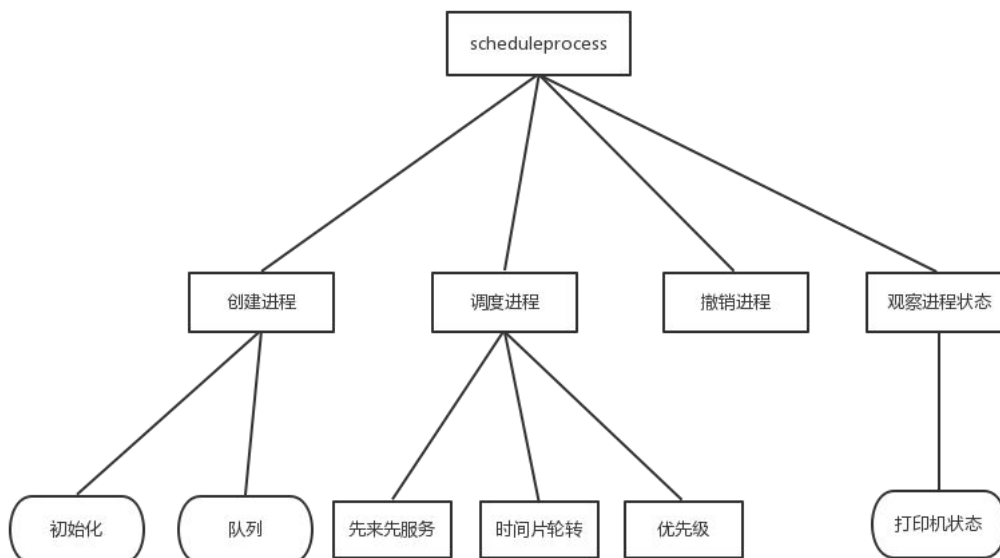 scheduleprocess
创建进程
调度进程
撤销进程
观察进程状态
初始化
队列
先来先服务
时间片轮转
优先级
打印机状态